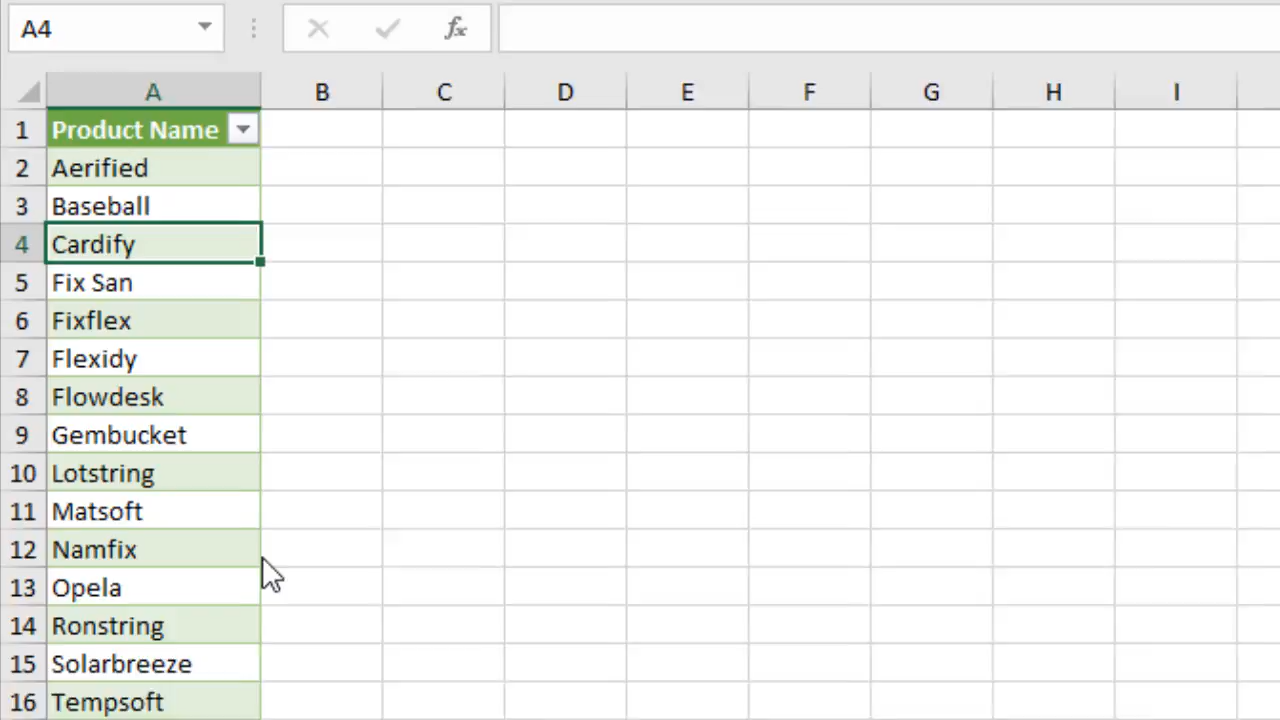 A4 fx
A B C D E F G H I
1 Product Name
2 Aerified
3 Baseball
4 Cardify
5 Fix San
6 Fixflex
7 Flexidy
8 Flowdesk
9 Gembucket
10 Lotstring
11 Matsoft
12 Namfix
13 Opela
14 Ronstring
15 Solarbreeze
16 Tempsoft